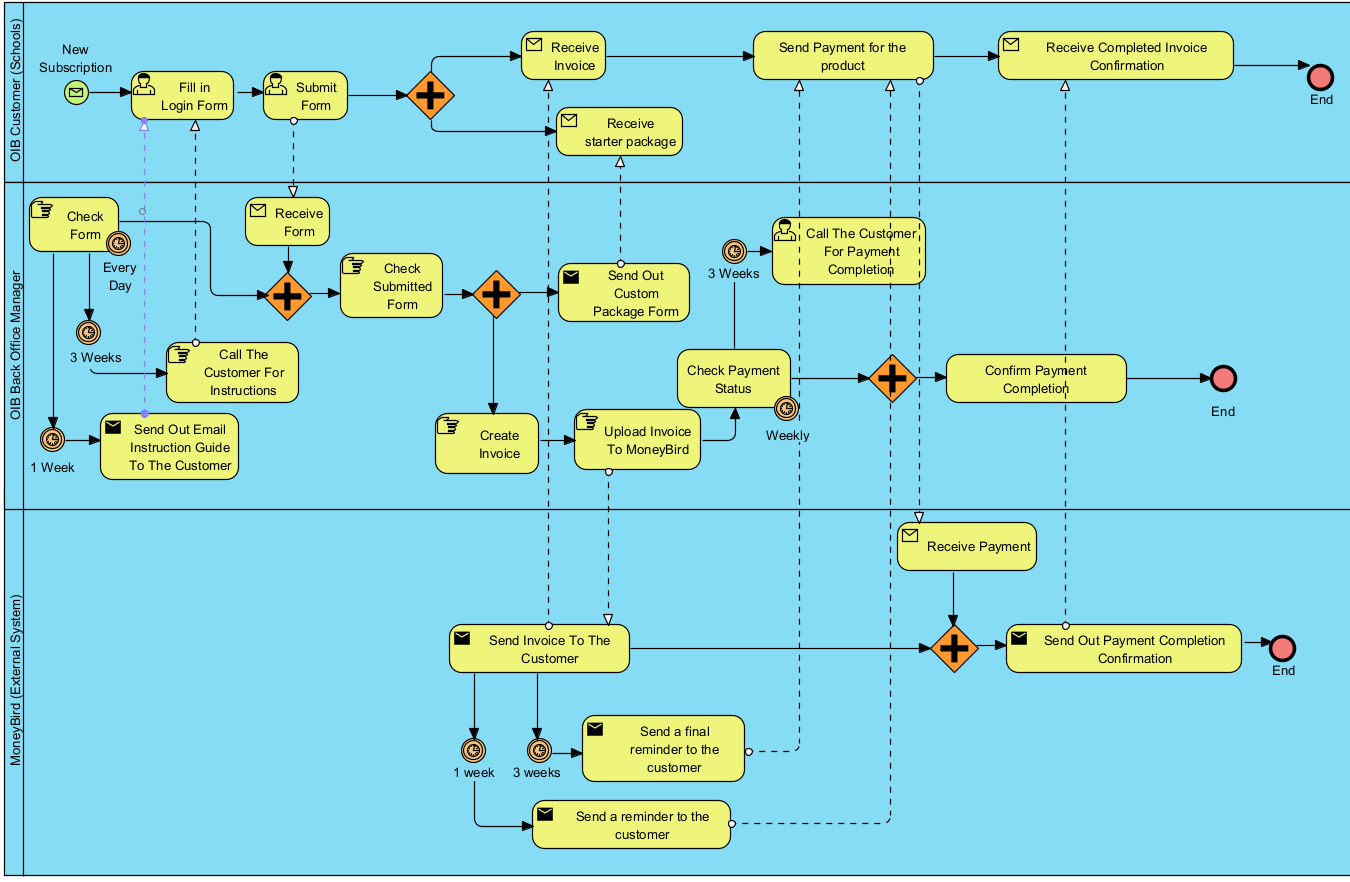 OIB Customer (Schools)
New
Subscription
Fill in
Login Form
Submit
Form
Receive
Invoice
Receive
starter package
Send Payment for the
product
Receive Completed Invoice
Confirmation
End
OIB Back Office Manager
Check
Form
Every
Day
3 Weeks
1 Week
Call The
Customer For
Instructions
Send Out Email
Instruction Guide
To The Customer
Receive
Form
Check
Submitted
Form
Send Out
Custom
Package Form
Create
Invoice
Upload Invoice
To MoneyBird
Check Payment
Status
Weekly
3 Weeks
Call The Customer
For Payment
Completion
Confirm Payment
Completion
End
MoneyBird (External System)
Receive Payment
Send Invoice To The
Customer
Send Out Payment Completion
Confirmation
End
1 week
3 weeks
Send a final
reminder to the
customer
Send a reminder to the
customer